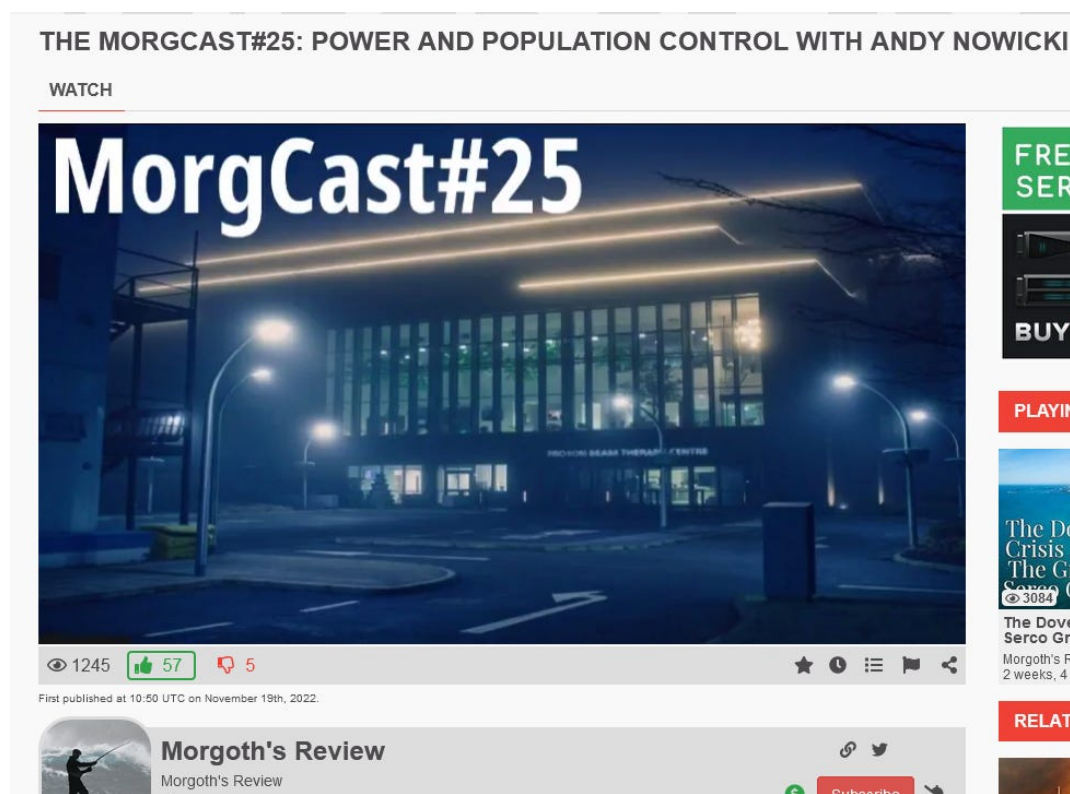 THE MORGCAST#25: POWER AND POPULATION CONTROL WITH ANDY NOWICKI
WATCH
MorgCast#25
PROTON BEAM THERAPY CENTRE
1245
57
5
First published at 10:50 UTC on November 19th, 2022.
Morgoth's Review
Morgoth's Review
Subscribe
FRE
SER
BUY
PLAYIN
The De
Crisis
The G
3084
The Dove
Serco Gr
Morgoth's R
2 weeks, 4
RELAT